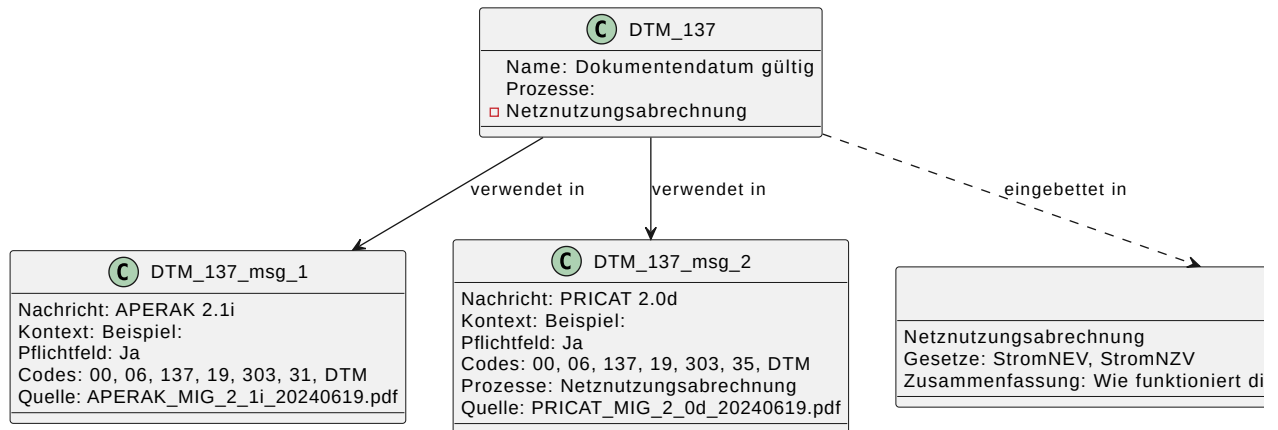 C DTM_137
Name: Dokumentendatum gültig
Prozesse:
Netznutzungsabrechnung
verwendet in
verwendet in
eingebettet in
C DTM_137_msg_1
Nachricht: APERAK 2.1i
Kontext: Beispiel:
Pflichtfeld: Ja
Codes: 00, 06, 137, 19, 303, 31, DTM
Quelle: APERAK_MIG_2_1i_20240619.pdf
C DTM_137_msg_2
Nachricht: PRICAT 2.0d
Kontext: Beispiel:
Pflichtfeld: Ja
Codes: 00, 06, 137, 19, 303, 35, DTM
Prozesse: Netznutzungsabrechnung
Quelle: PRICAT_MIG_2_0d_20240619.pdf
Netznutzungsabrechnung
Gesetze: StromNEV, StromNZV
Zusammenfassung: Wie funktioniert di